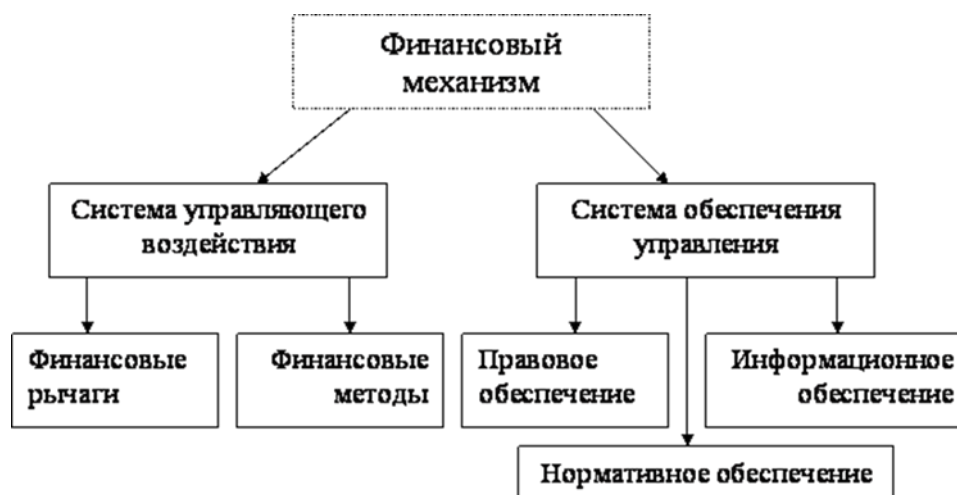 Финансовый
механизм
Система управляющего
воздействия
Система обеспечения
управления
Финансовые
рычаги
Финансовые
методы
Правовое
обеспечение
Информационное
обеспечение
Нормативное обеспечение